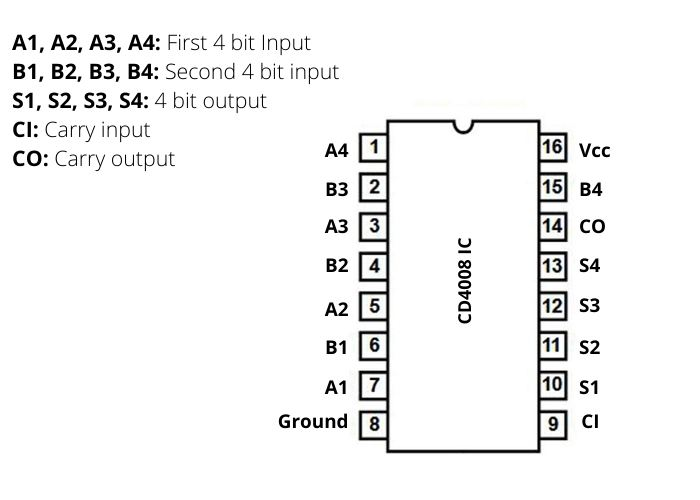 A1, A2, A3, A4: First 4 bit Input
B1, B2, B3, B4: Second 4 bit input
S1, S2, S3, S4: 4 bit output
CI: Carry input
CO: Carry output
A4 1 16 Vcc
B3 2 15 B4
A3 3 14 CO
B2 4 13 S4
CD4008 IC
A2 5 12 S3
B1 6 11 S2
A1 7 10 S1
Ground 8 9 CI